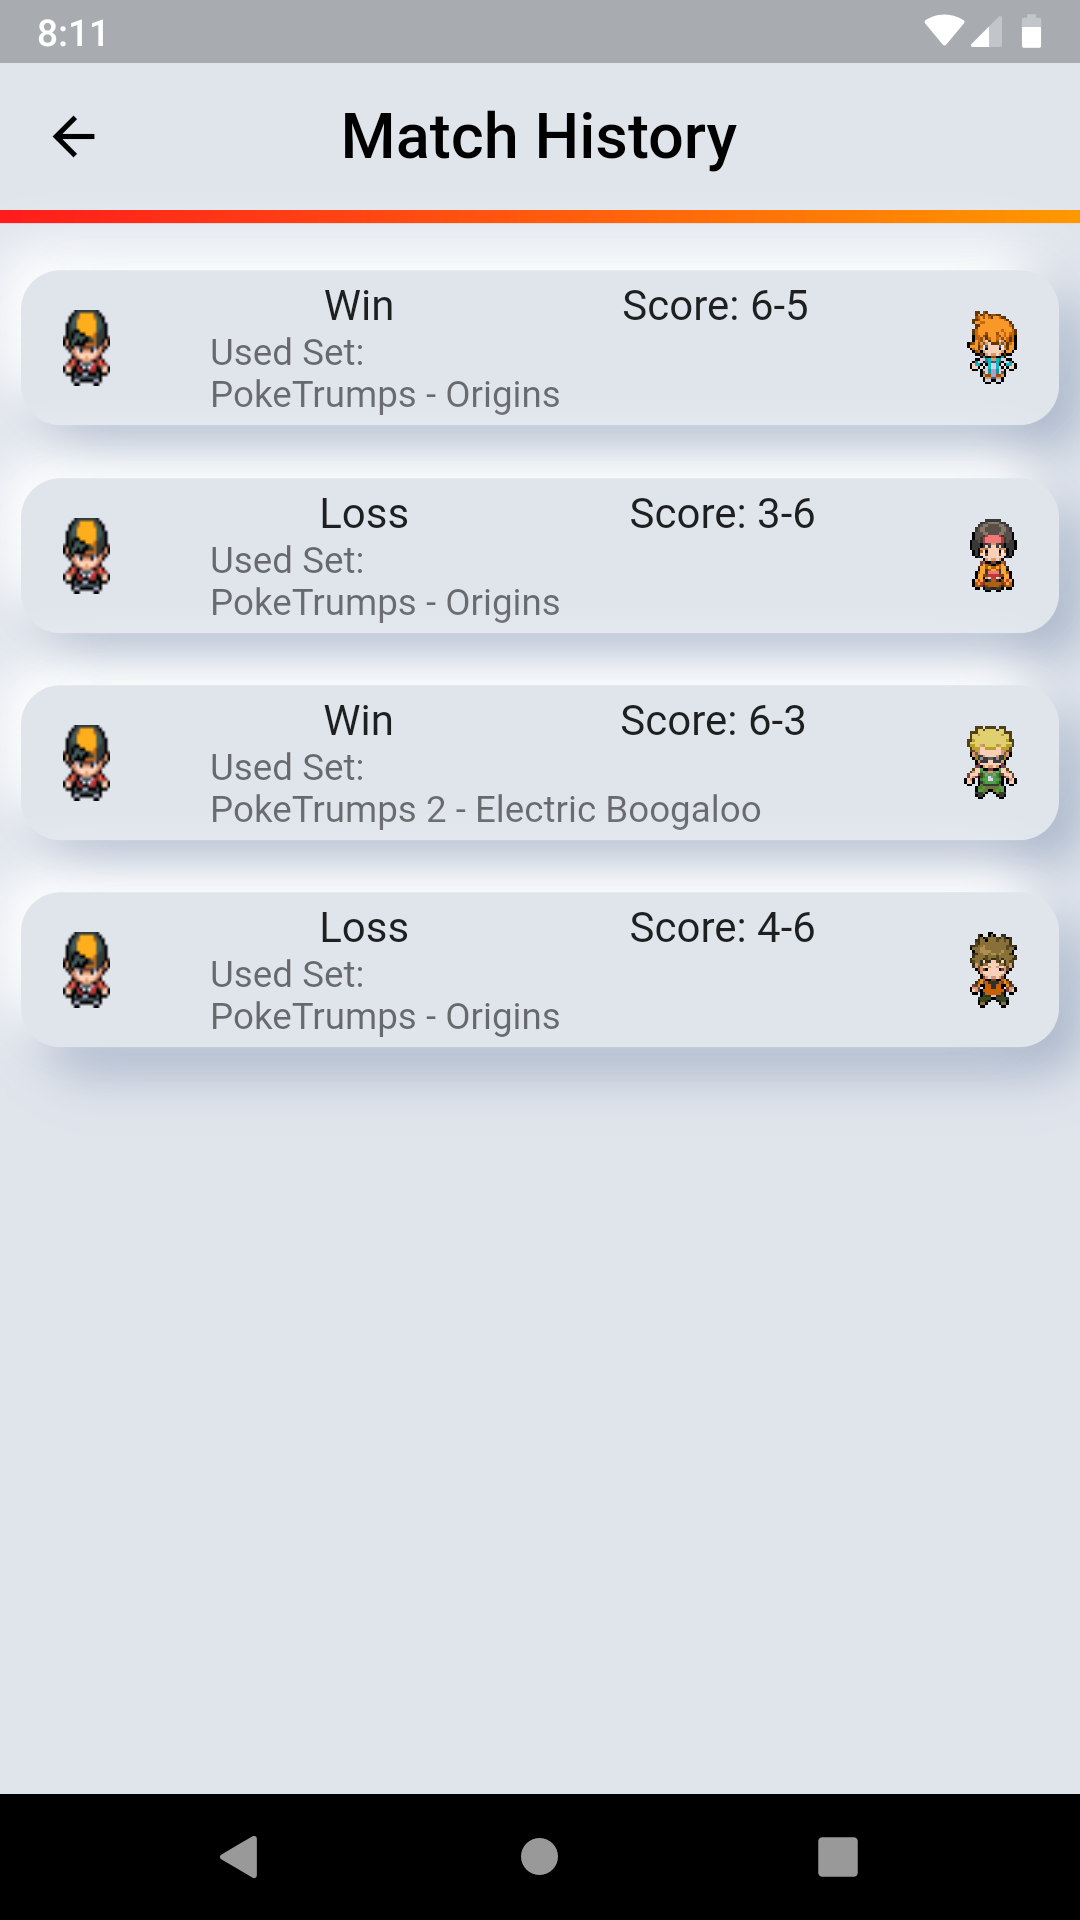 8:11
Match History
Win Score: 6-5
Used Set:
PokeTrumps - Origins
Loss Score: 3-6
Used Set:
PokeTrumps - Origins
Win Score: 6-3
Used Set:
PokeTrumps 2 - Electric Boogaloo
Loss Score: 4-6
Used Set:
PokeTrumps - Origins